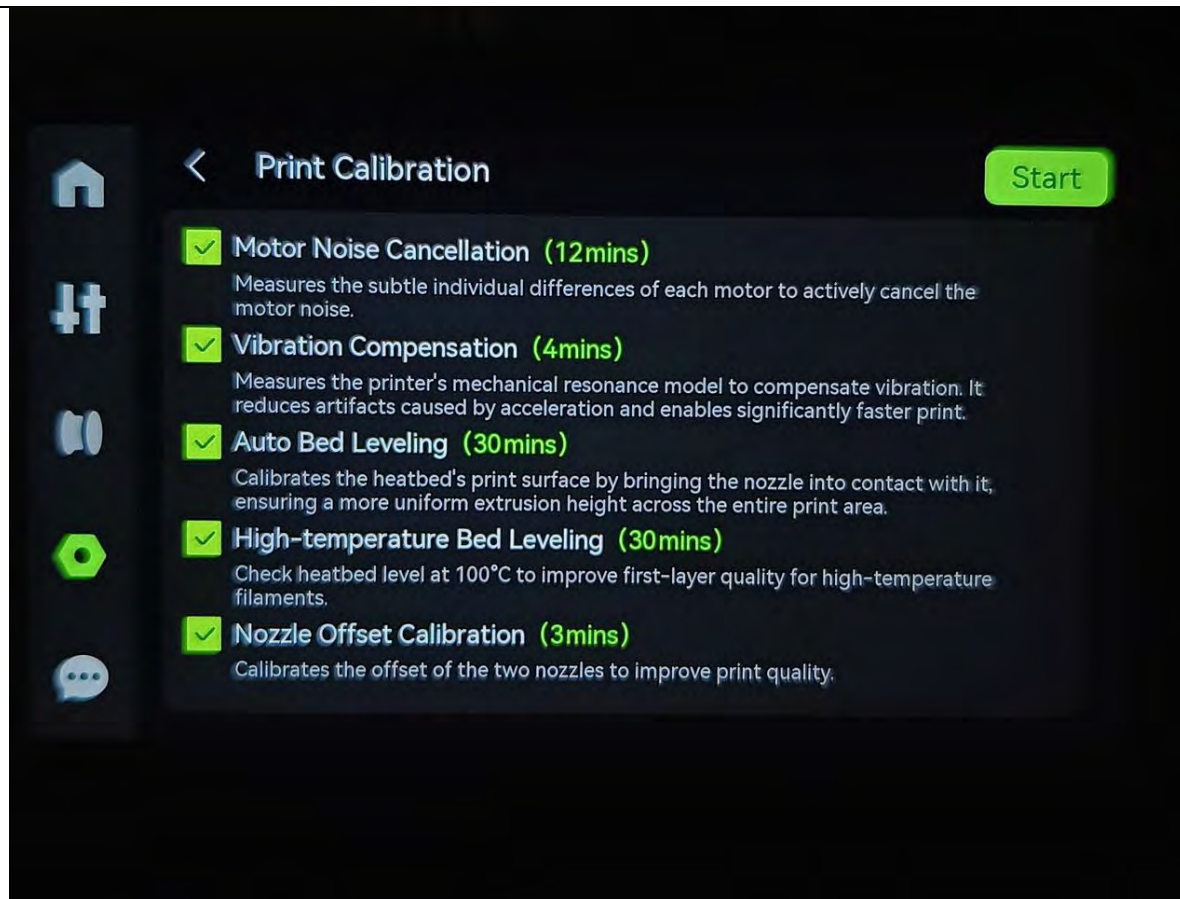 Print Calibration
Start
Motor Noise Cancellation (12mins)
Measures the subtle individual differences of each motor to actively cancel the
motor noise.
Vibration Compensation (4mins)
Measures the printer's mechanical resonance model to compensate vibration. It
reduces artifacts caused by acceleration and enables significantly faster print.
Auto Bed Leveling (30mins)
Calibrates the heatbed's print surface by bringing the nozzle into contact with it,
ensuring a more uniform extrusion height across the entire print area.
High-temperature Bed Leveling (30mins)
Check heatbed level at 100°C to improve first-layer quality for high-temperature
filaments.
Nozzle Offset Calibration (3mins)
Calibrates the offset of the two nozzles to improve print quality.